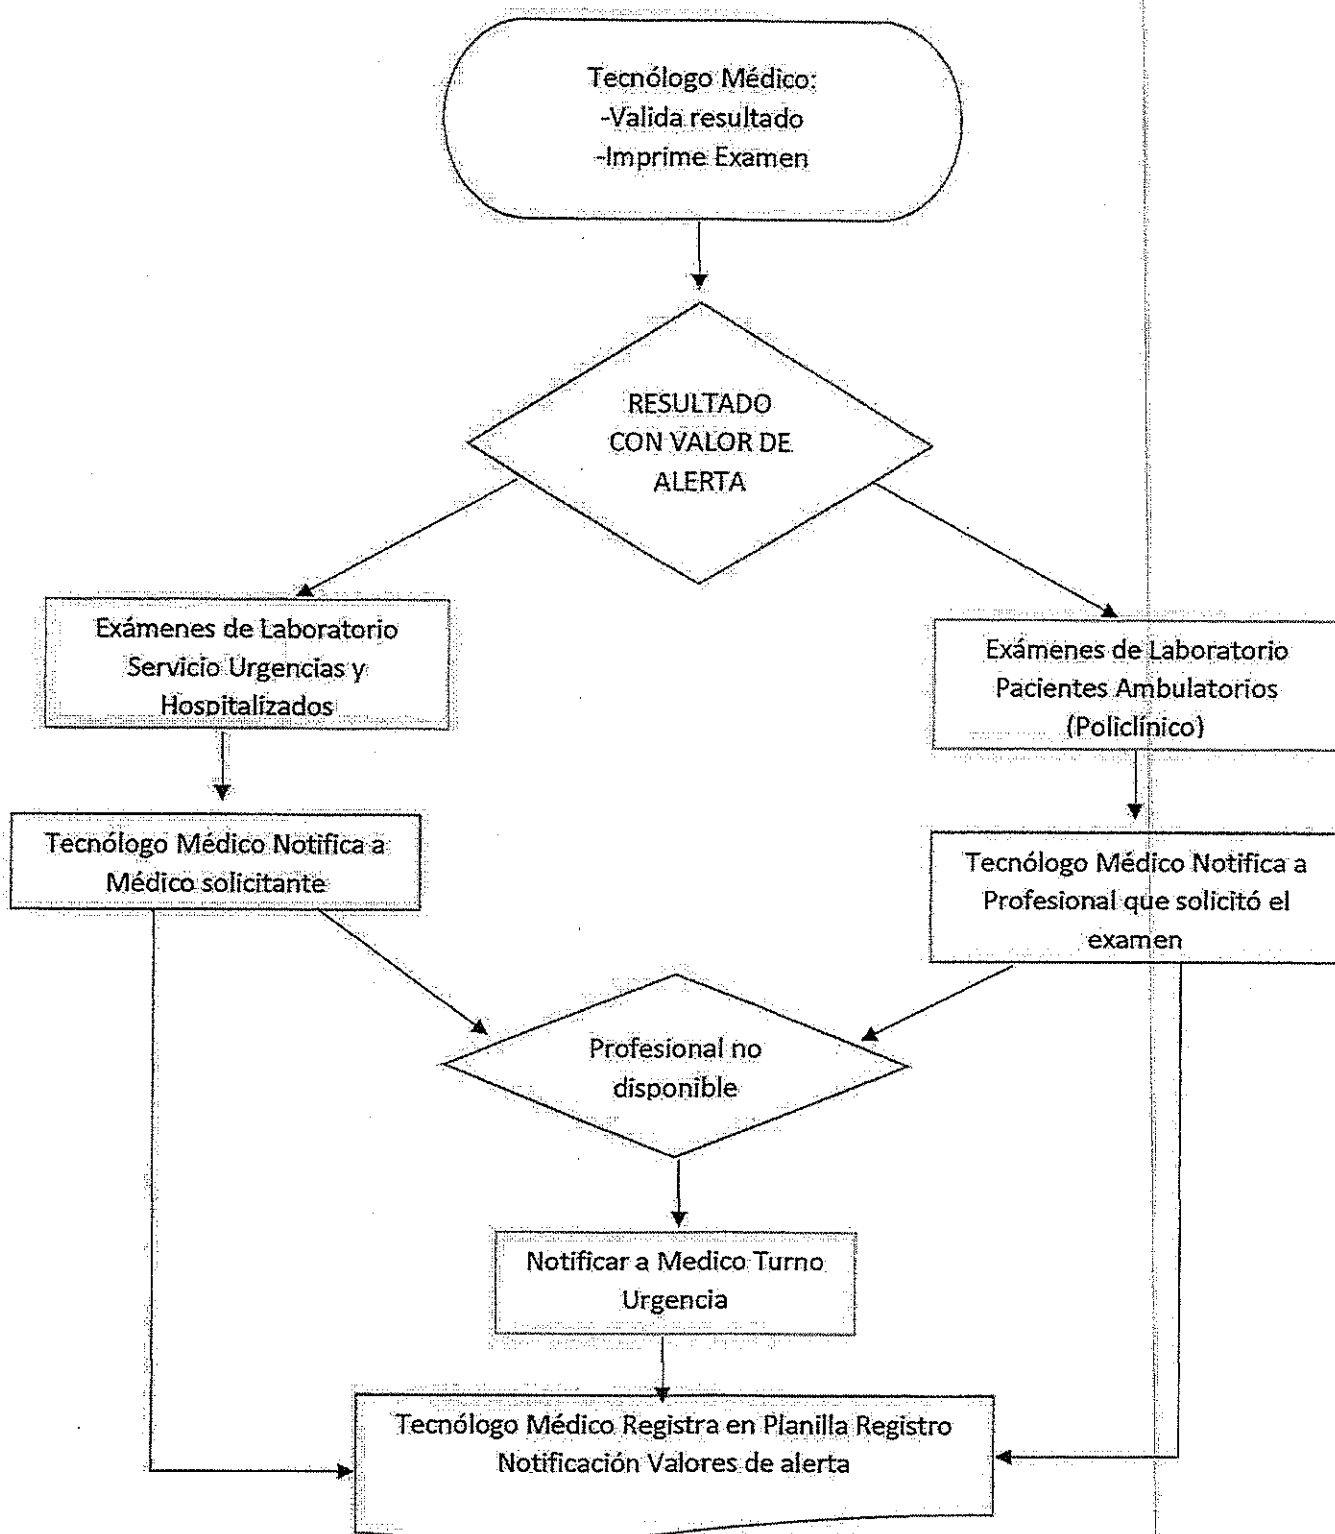 Tecnólogo Médico:
-Valida resultado
-Imprime Examen
RESULTADO
CON VALOR DE
ALERTA
Exámenes de Laboratorio
Servicio Urgencias y
Hospitalizados
Exámenes de Laboratorio
Pacientes Ambulatorios
(Policlínico)
Tecnólogo Médico Notifica a
Médico solicitante
Tecnólogo Médico Notifica a
Profesional que solicitó el
examen
Profesional no
disponible
Notificar a Medico Turno
Urgencia
Tecnólogo Médico Registra en Planilla Registro
Notificación Valores de alerta